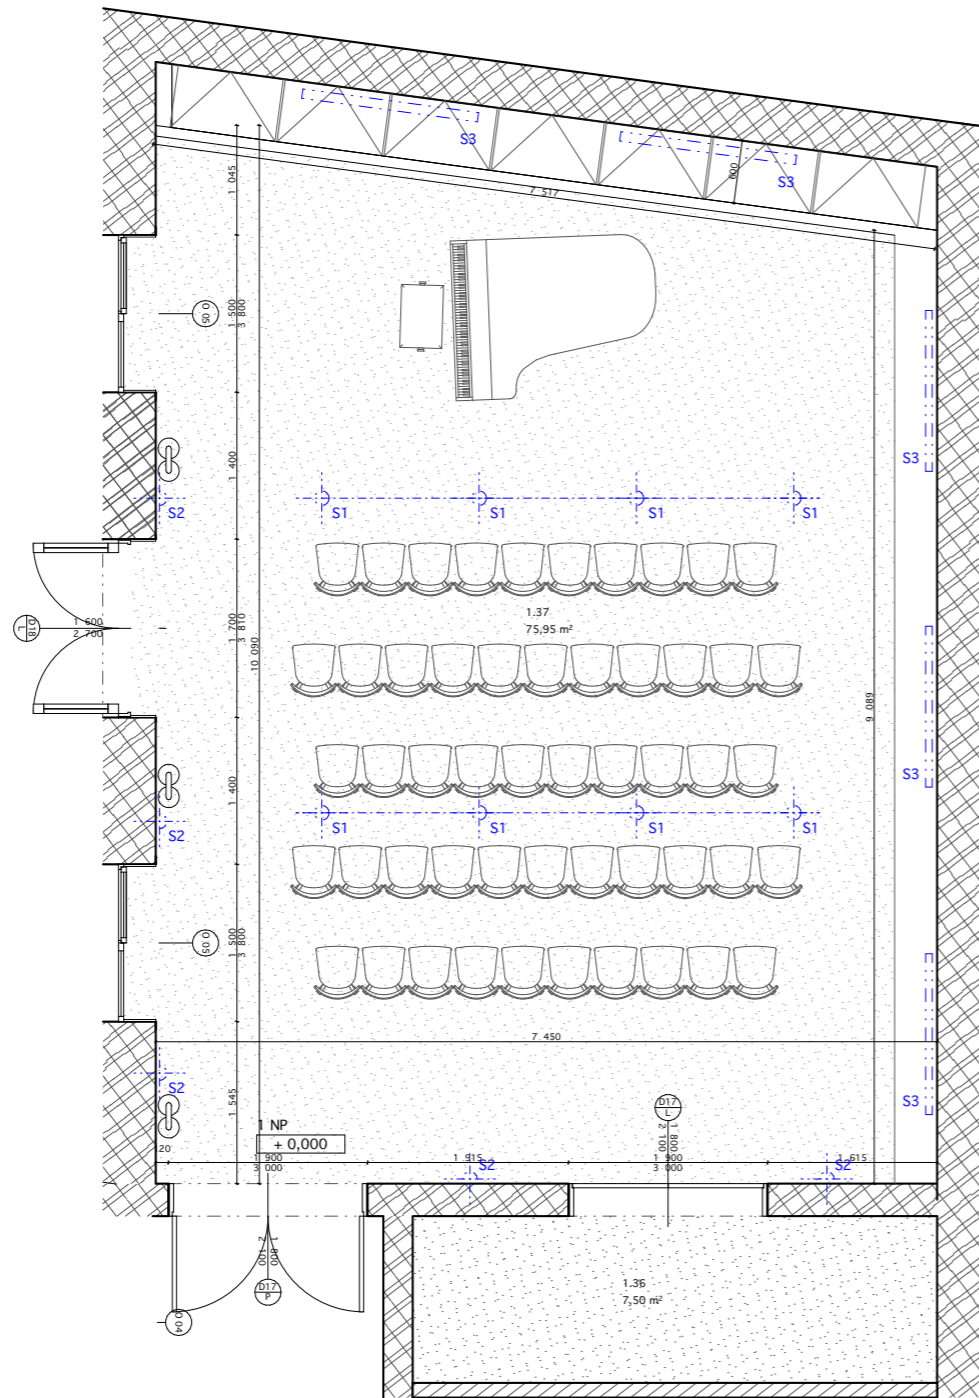 S3
S3
600
7 517
1 045
O 05
1 500
3 800
S3
1 400
S2
S1
S1
S1
S1
1.37
75,95 m²
D18
L
1 600
2 700
1 700
3 810
10 090
9 089
S3
1 400
S2
S1
S1
S1
S1
O 05
1 500
3 800
7 450
S2
S3
1 545
D17
L
1 800
2 100
1 NP
+ 0,000
20
1 900
3 000
1 915
S2
1 900
3 000
1 615
S2
1 800
2 100
D17
P
O 04
1.36
7,50 m²